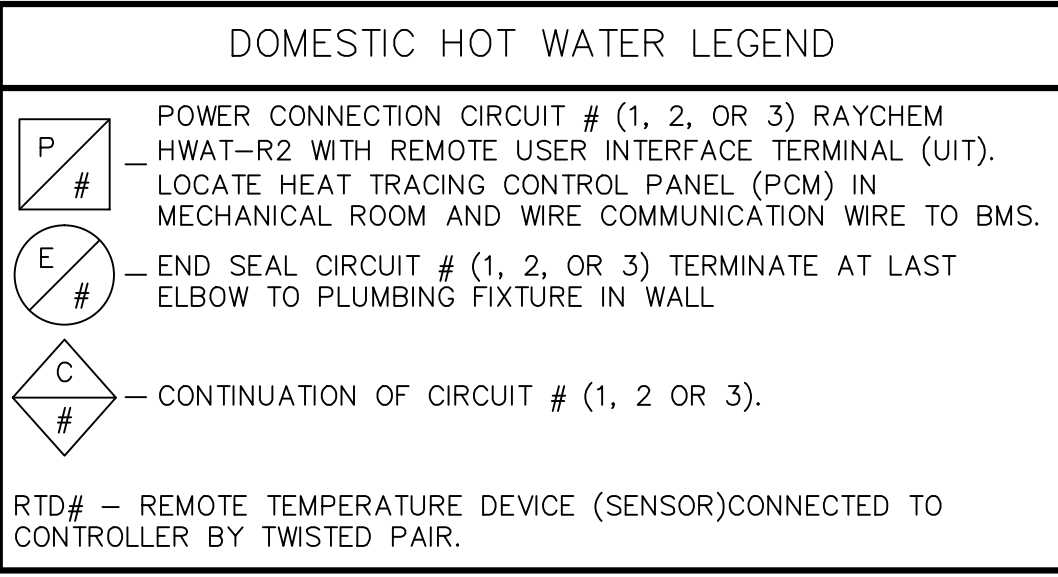 DOMESTIC HOT WATER LEGEND
P
#
— POWER CONNECTION CIRCUIT # (1, 2, OR 3) RAYCHEM
HWAT-R2 WITH REMOTE USER INTERFACE TERMINAL (UIT).
LOCATE HEAT TRACING CONTROL PANEL (PCM) IN
MECHANICAL ROOM AND WIRE COMMUNICATION WIRE TO BMS.
E
#
— END SEAL CIRCUIT # (1, 2, OR 3) TERMINATE AT LAST
ELBOW TO PLUMBING FIXTURE IN WALL
C
#
— CONTINUATION OF CIRCUIT # (1, 2 OR 3).
RTD# — REMOTE TEMPERATURE DEVICE (SENSOR)CONNECTED TO
CONTROLLER BY TWISTED PAIR.